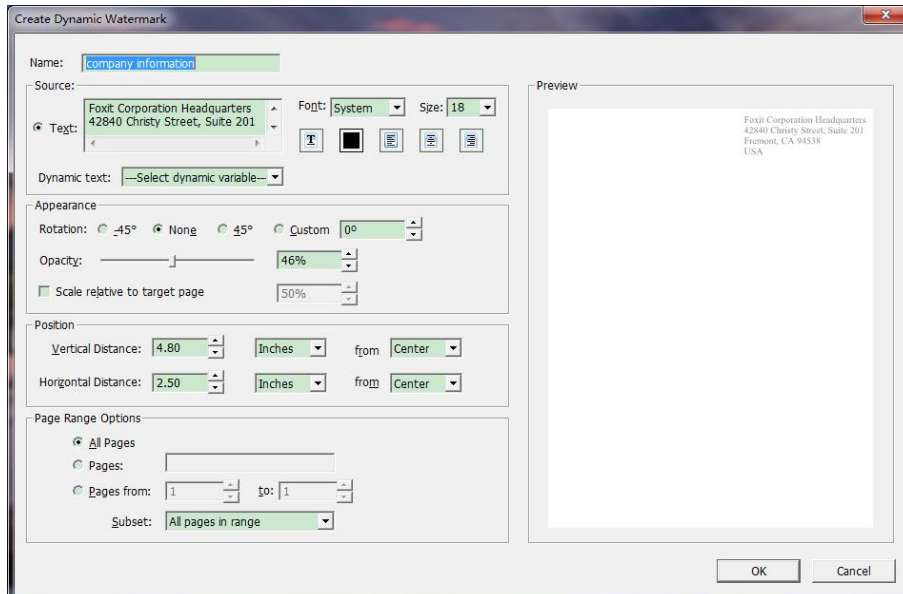 Create Dynamic Watermark
Name: company information
Source:
Text: Foxit Corporation Headquarters
42840 Christy Street, Suite 201
Font: System Size: 18
T
Dynamic text: ---Select dynamic variable---
Appearance
Rotation: -45° None 45° Custom 0º
Opacity: 46%
Scale relative to target page 50%
Position
Vertical Distance: 4.80 Inches from Center
Horizontal Distance: 2.50 Inches from Center
Page Range Options
All Pages
Pages:
Pages from: 1 to: 1
Subset: All pages in range
Preview
Foxit Corporation Headquarters
42840 Christy Street, Suite 201
Fremont, CA 94538
USA
OK Cancel